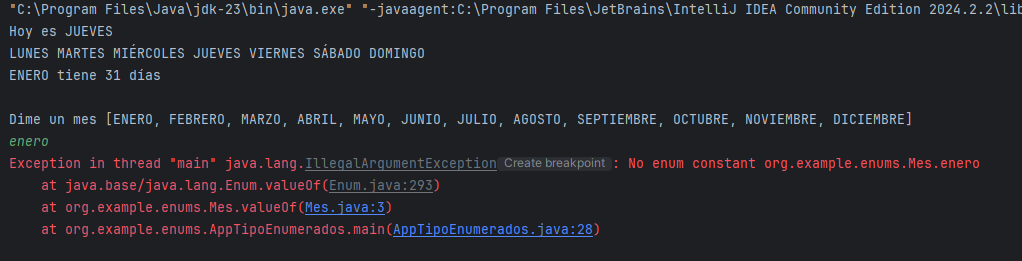 "C:\Program Files\Java\jdk-23\bin\java.exe" "-javaagent:C:\Program Files\JetBrains\IntelliJ IDEA Community Edition 2024.2.2\lib
Hoy es JUEVES
LUNES MARTES MIÉRCOLES JUEVES VIERNES SÁBADO DOMINGO
ENERO tiene 31 días
Dime un mes [ENERO, FEBRERO, MARZO, ABRIL, MAYO, JUNIO, JULIO, AGOSTO, SEPTIEMBRE, OCTUBRE, NOVIEMBRE, DICIEMBRE]
enero
Exception in thread "main" java.lang.IllegalArgumentException Create breakpoint : No enum constant org.example.enums.Mes.enero
at java.base/java.lang.Enum.valueOf(Enum.java:293)
at org.example.enums.Mes.valueOf(Mes.java:3)
at org.example.enums.AppTipoEnumerados.main(AppTipoEnumerados.java:28)